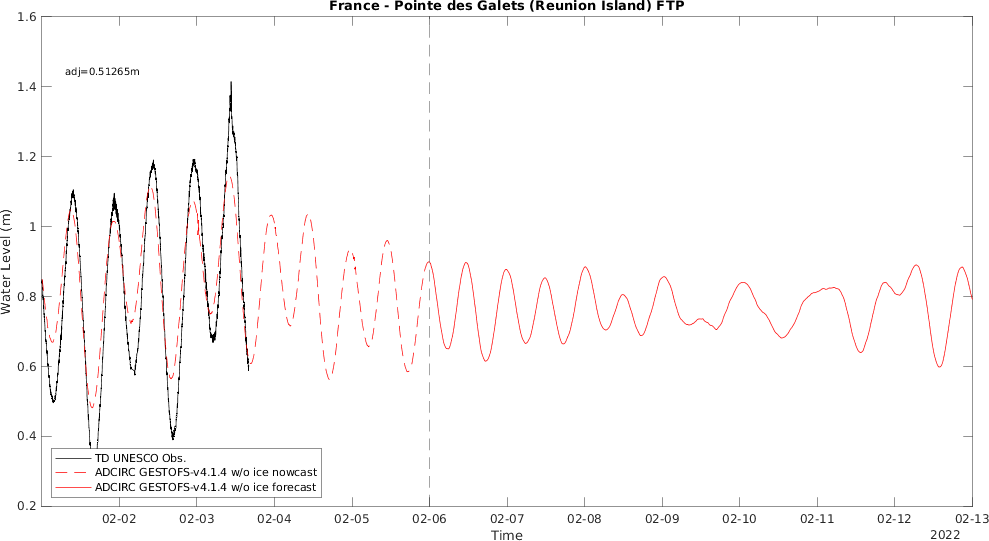 France - Pointe des Galets (Reunion Island) FTP
1.6
adj=0.51265m
1.4
1.2
1
0.8
0.6
0.4
0.2
Water Level (m)
TD UNESCO Obs.
ADCIRC GESTOFS-v4.1.4 w/o ice nowcast
ADCIRC GESTOFS-v4.1.4 w/o ice forecast
02-02 02-03 02-04 02-05 02-06 02-07 02-08 02-09 02-10 02-11 02-12 02-13
Time
2022